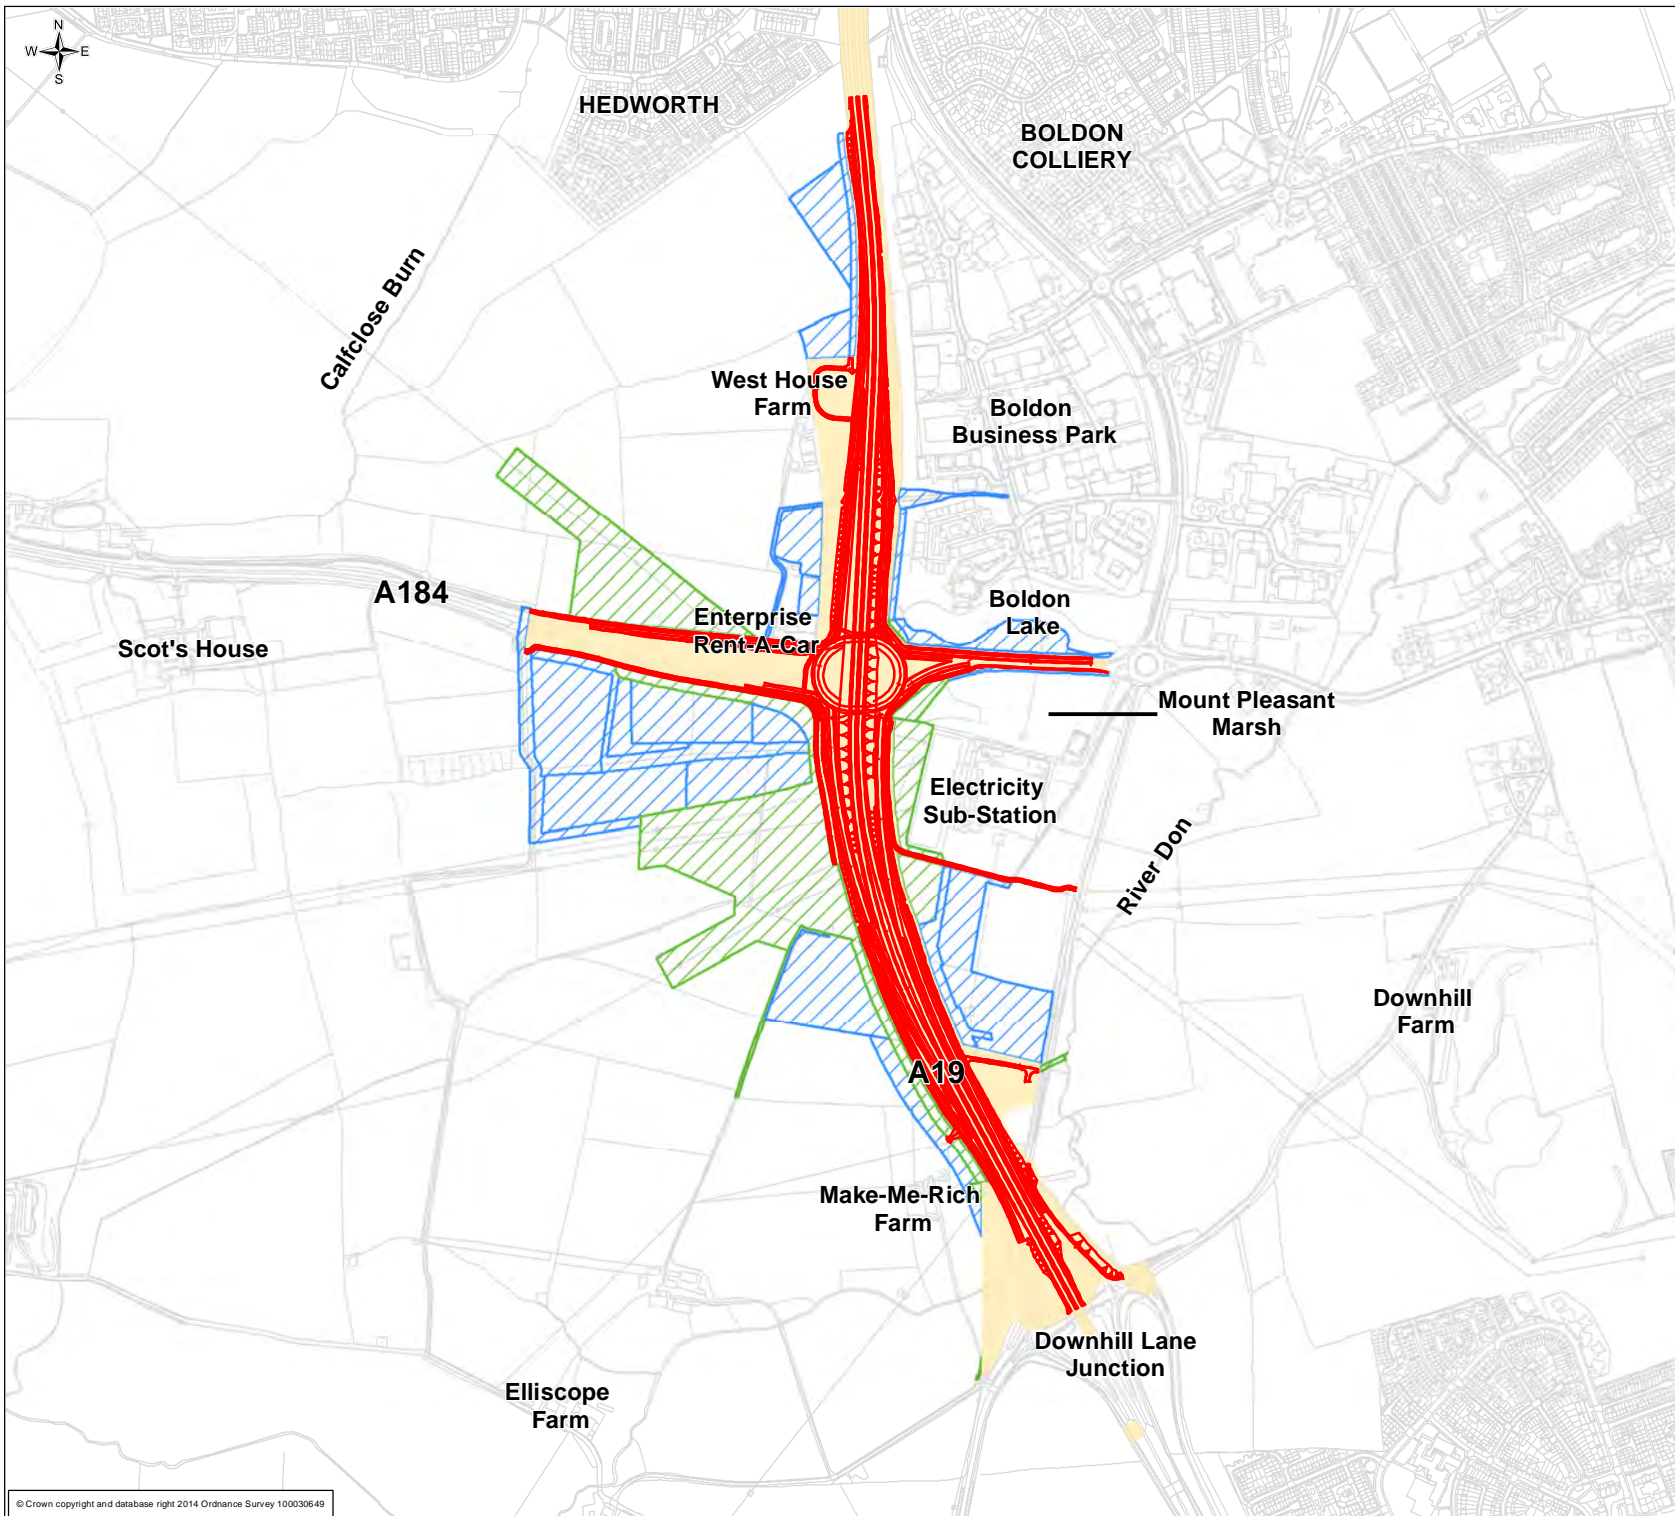 N
W E
S
HEDWORTH
BOLDON
COLLIERY
Calfclose Burn
West House
Farm
Boldon
Business Park
A184
Enterprise
Rent-A-Car
Boldon
Lake
Scot's House
Mount Pleasant
Marsh
Electricity
Sub-Station
River Don
Downhill
Farm
A19
Make-Me-Rich
Farm
Downhill Lane
Junction
Elliscope
Farm
© Crown copyright and database right 2014 Ordnance Survey 100030649